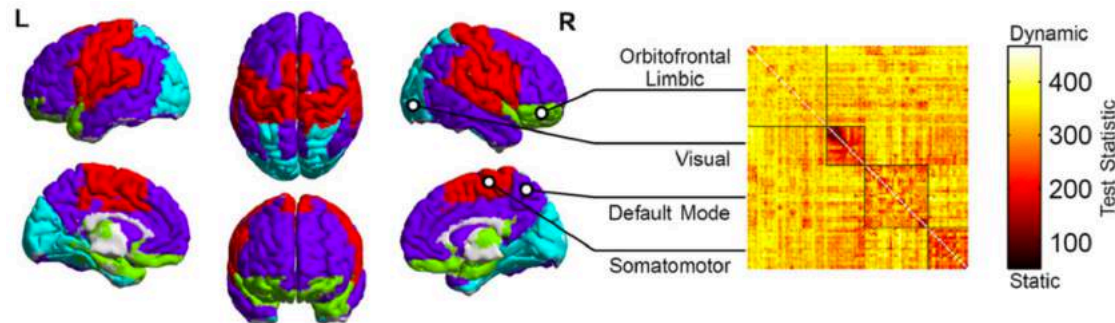 L
R
Orbitofrontal
Limbic
Visual
Default Mode
Somatomotor
Dynamic
400
300
200
100
Static
Test Statistic